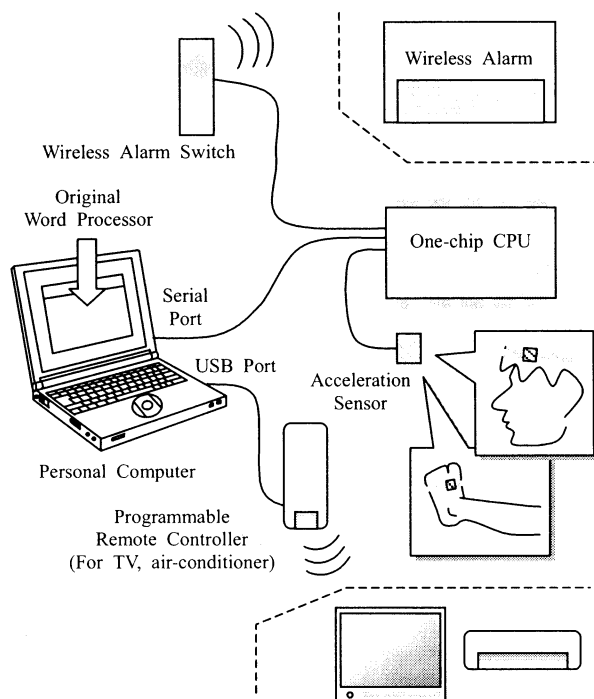 Wireless Alarm
Wireless Alarm Switch
Original
Word Processor
One-chip CPU
Serial
Port
USB Port
Acceleration
Sensor
Personal Computer
Programmable
Remote Controller
(For TV, air-conditioner)